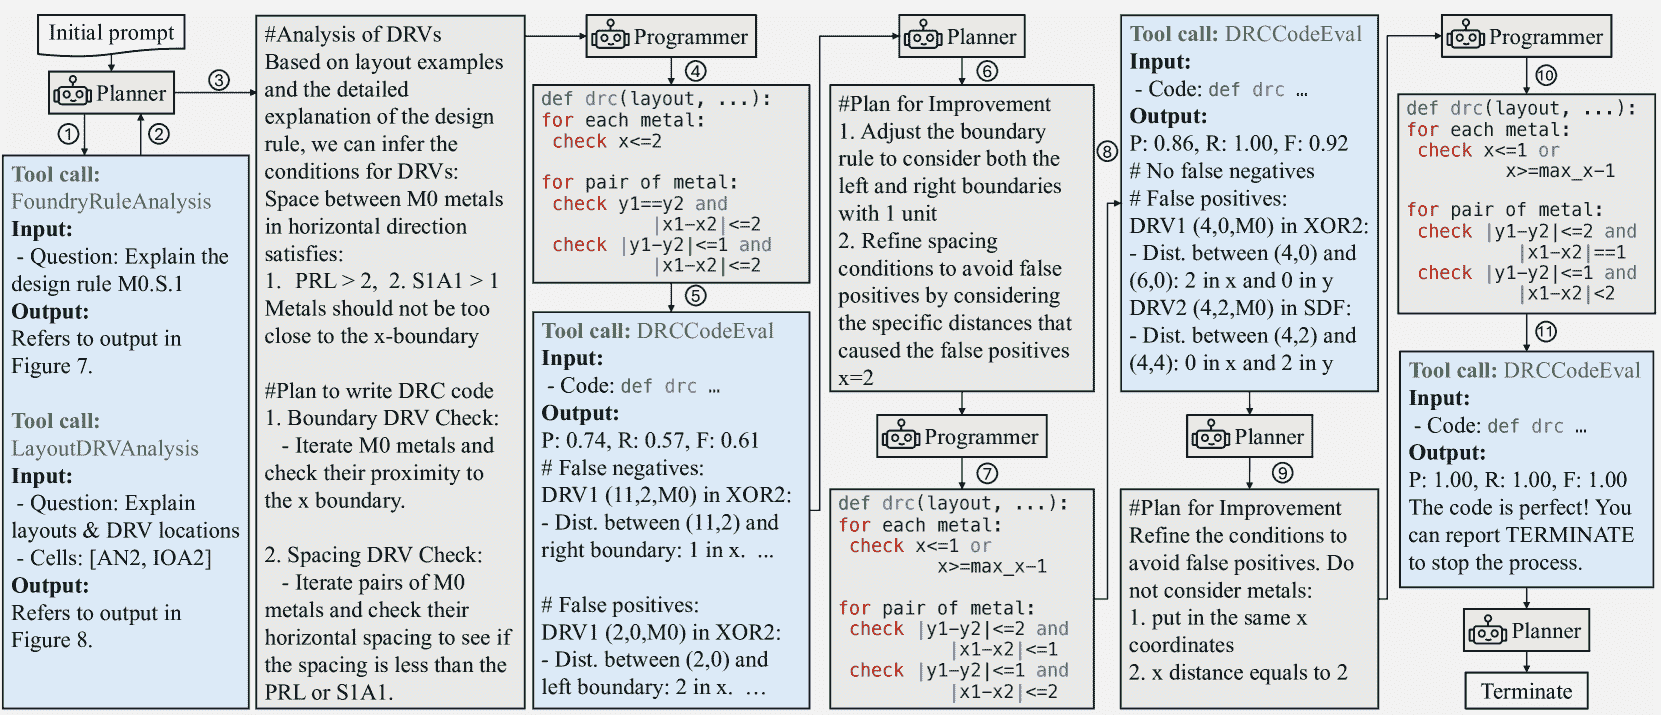 Initial prompt
Planner
①
②
③
Tool call:
FoundryRuleAnalysis
Input:
- Question: Explain the
design rule M0.S.1
Output:
Refers to output in
Figure 7.
Tool call:
LayoutDRVAnalysis
Input:
- Question: Explain
layouts & DRV locations
- Cells: [AN2, IOA2]
Output:
Refers to output in
Figure 8.
#Analysis of DRVs
Based on layout examples
and the detailed
explanation of the design
rule, we can infer the
conditions for DRVs:
Space between M0 metals
in horizontal direction
satisfies:
1. PRL > 2, 2. S1A1 > 1
Metals should not be too
close to the x-boundary
#Plan to write DRC code
1. Boundary DRV Check:
- Iterate M0 metals and
check their proximity to
the x boundary.
2. Spacing DRV Check:
- Iterate pairs of M0
metals and check their
horizontal spacing to see if
the spacing is less than the
PRL or S1A1.
Programmer
④
def drc(layout, ...):
for each metal:
check x<=2
for pair of metal:
check y1==y2 and
|x1-x2|<=2
check |y1-y2|<=1 and
|x1-x2|<=2
⑤
Tool call: DRCCodeEval
Input:
- Code: def drc …
Output:
P: 0.74, R: 0.57, F: 0.61
# False negatives:
DRV1 (11,2,M0) in XOR2:
- Dist. between (11,2) and
right boundary: 1 in x. …
# False positives:
DRV1 (2,0,M0) in XOR2:
- Dist. between (2,0) and
left boundary: 2 in x. …
Planner
⑥
#Plan for Improvement
1. Adjust the boundary
rule to consider both the
left and right boundaries
with 1 unit
2. Refine spacing
conditions to avoid false
positives by considering
the specific distances that
caused the false positives
x=2
Programmer
⑦
def drc(layout, ...):
for each metal:
check x<=1 or
x>=max_x-1
for pair of metal:
check |y1-y2|<=2 and
|x1-x2|<=1
check |y1-y2|<=1 and
|x1-x2|<=2
⑧
Tool call: DRCCodeEval
Input:
- Code: def drc …
Output:
P: 0.86, R: 1.00, F: 0.92
# No false negatives
# False positives:
DRV1 (4,0,M0) in XOR2:
- Dist. between (4,0) and
(6,0): 2 in x and 0 in y
DRV2 (4,2,M0) in SDF:
- Dist. between (4,2) and
(4,4): 0 in x and 2 in y
Planner
⑨
#Plan for Improvement
Refine the conditions to
avoid false positives. Do
not consider metals:
1. put in the same x
coordinates
2. x distance equals to 2
Programmer
⑩
def drc(layout, ...):
for each metal:
check x<=1 or
x>=max_x-1
for pair of metal:
check |y1-y2|<=2 and
|x1-x2|==1
check |y1-y2|<=1 and
|x1-x2|<2
⑪
Tool call: DRCCodeEval
Input:
- Code: def drc …
Output:
P: 1.00, R: 1.00, F: 1.00
The code is perfect! You
can report TERMINATE
to stop the process.
Planner
Terminate